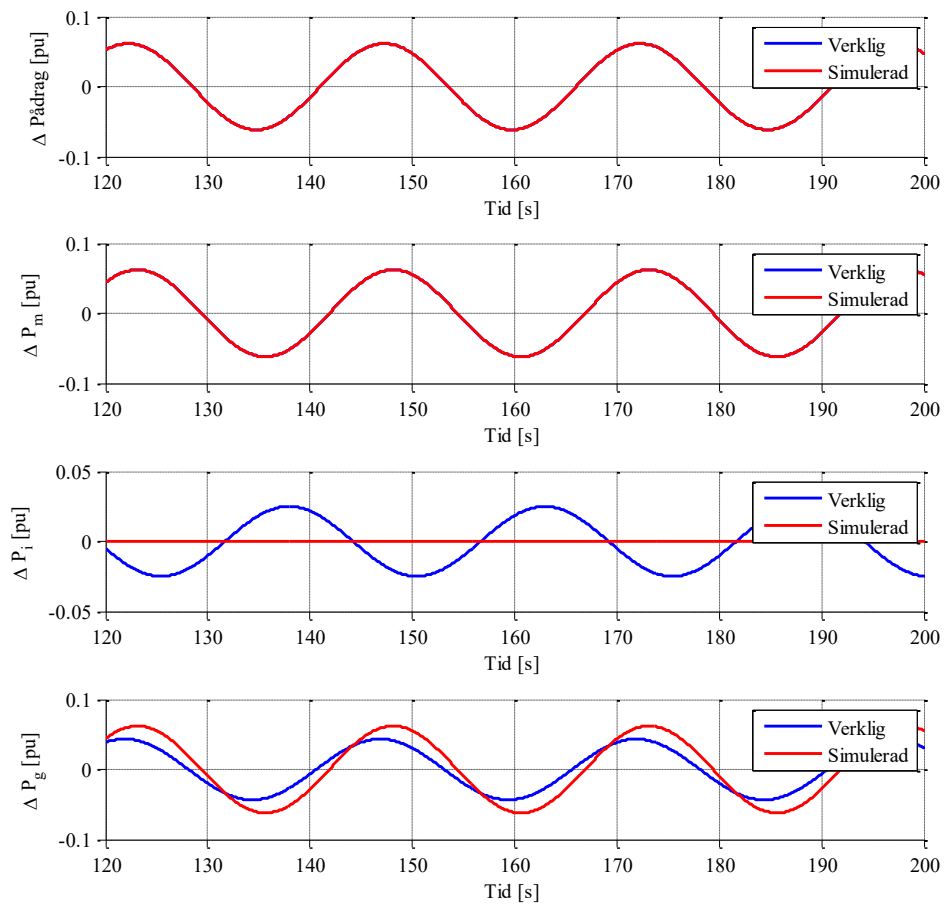 0.1
Δ Pådrag [pu]
0
-0.1
Verklig
Simulerad
120 130 140 150 160 170 180 190 200
Tid [s]
0.1
Δ Pm [pu]
0
-0.1
Verklig
Simulerad
120 130 140 150 160 170 180 190 200
Tid [s]
0.05
Δ Pi [pu]
0
-0.05
Verklig
Simulerad
120 130 140 150 160 170 180 190 200
Tid [s]
0.1
Δ Pg [pu]
0
-0.1
Verklig
Simulerad
120 130 140 150 160 170 180 190 200
Tid [s]